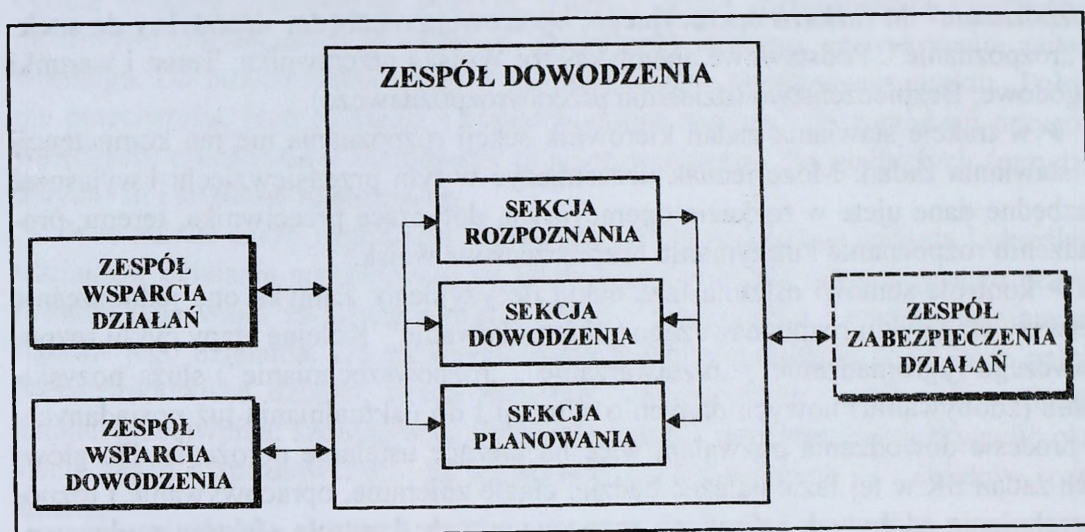 ZESPÓŁ DOWODZENIA
SEKCJA
ROZPOZNANIA
SEKCJA
DOWODZENIA
SEKCJA
PLANOWANIA
ZESPÓŁ
WSPARCIA
DZIAŁAŃ
ZESPÓŁ
WSPARCIA
DOWODZENIA
ZESPÓŁ
ZABEZPIECZENIA
DZIAŁAŃ